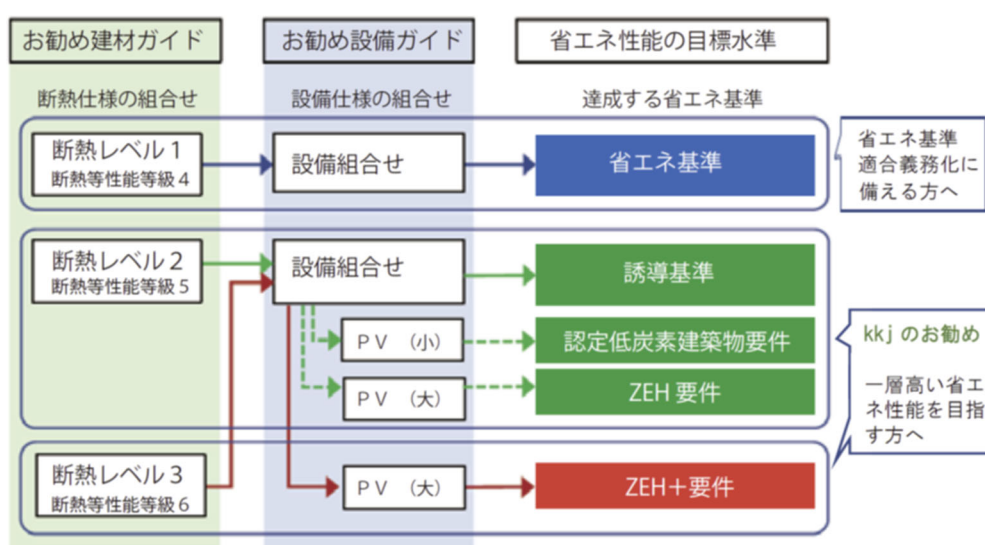 お勧め建材ガイド
お勧め設備ガイド
省エネ性能の目標水準
断熱仕様の組合せ
設備仕様の組合せ
達成する省エネ基準
断熱レベル1
断熱等性能等級4
設備組合せ
省エネ基準
省エネ基準
適合義務化に
備える方へ
断熱レベル2
断熱等性能等級5
設備組合せ
誘導基準
PV (小)
認定低炭素建築物要件
PV (大)
ZEH 要件
kkj のお勧め
一層高い省エ
ネ性能を目指
す方へ
断熱レベル3
断熱等性能等級6
PV (大)
ZEH+要件